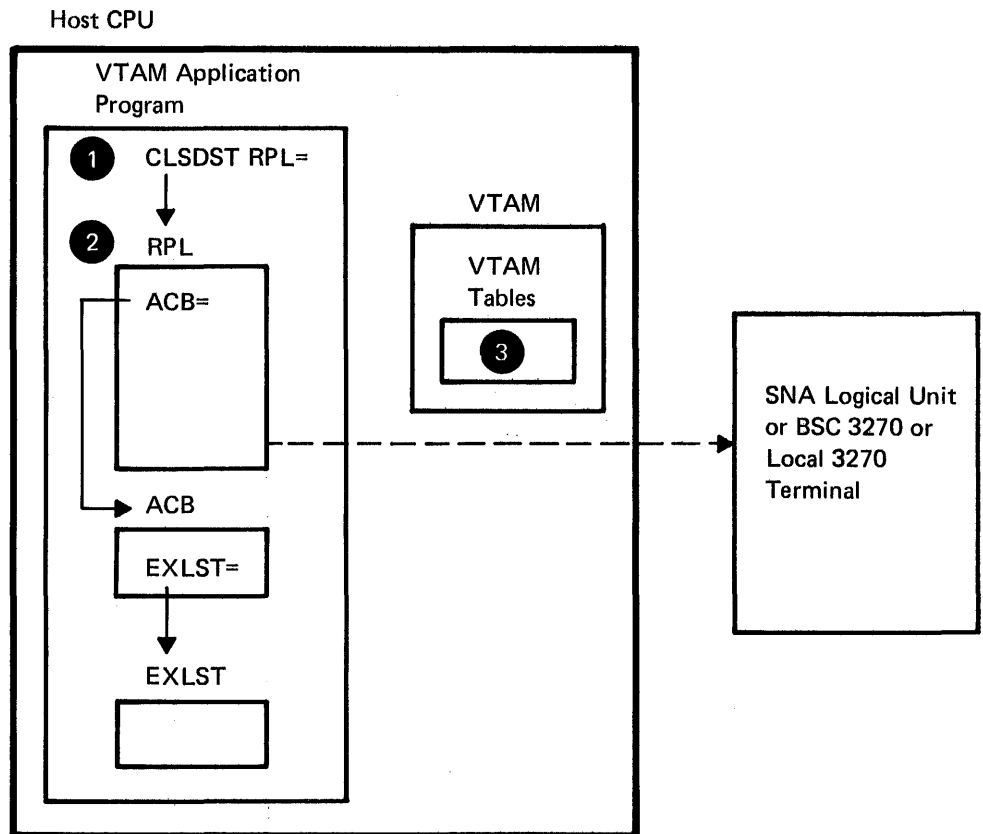 Host CPU
VTAM Application
Program
1 CLSDST RPL=
2 RPL
ACB=
ACB
EXLST=
EXLST
VTAM
VTAM
Tables
3
SNA Logical Unit
or BSC 3270 or
Local 3270
Terminal